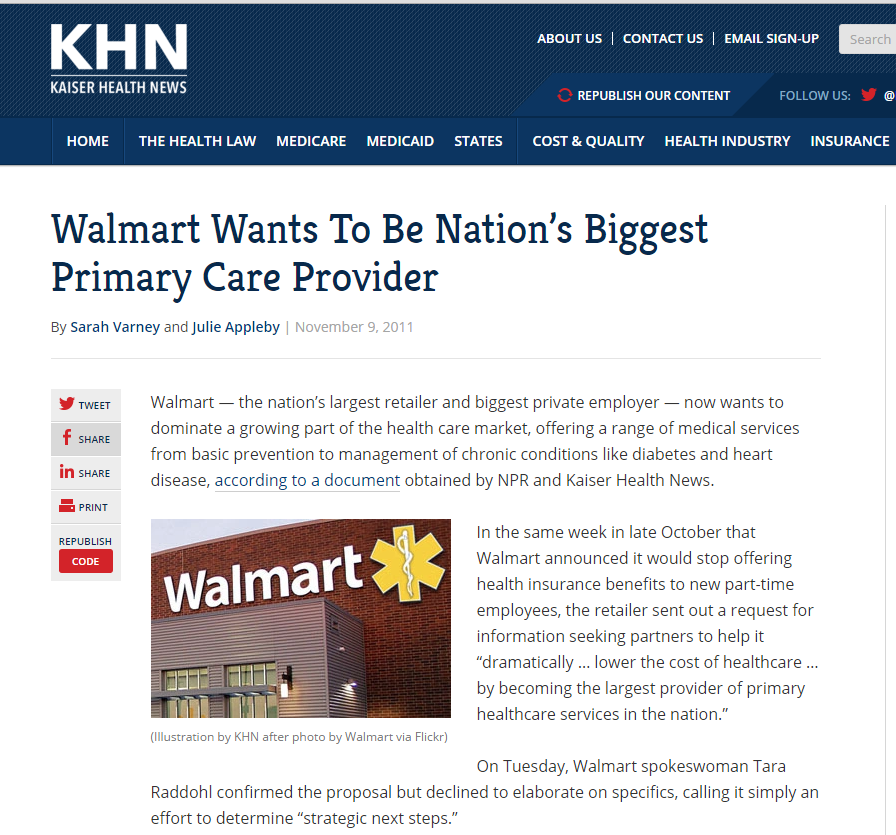 KHN
KAISER HEALTH NEWS
ABOUT US | CONTACT US | EMAIL SIGN-UP
Search
REPUBLISH OUR CONTENT
FOLLOW US: @
HOME THE HEALTH LAW MEDICARE MEDICAID STATES COST & QUALITY HEALTH INDUSTRY INSURANCE
Walmart Wants To Be Nation’s Biggest
Primary Care Provider
By Sarah Varney and Julie Appleby | November 9, 2011
TWEET
SHARE
in SHARE
PRINT
REPUBLISH
CODE
Walmart — the nation’s largest retailer and biggest private employer — now wants to
dominate a growing part of the health care market, offering a range of medical services
from basic prevention to management of chronic conditions like diabetes and heart
disease, according to a document obtained by NPR and Kaiser Health News.
Walmart
(Illustration by KHN after photo by Walmart via Flickr)
In the same week in late October that
Walmart announced it would stop offering
health insurance benefits to new part-time
employees, the retailer sent out a request for
information seeking partners to help it
“dramatically … lower the cost of healthcare …
by becoming the largest provider of primary
healthcare services in the nation.”
On Tuesday, Walmart spokeswoman Tara
Raddohl confirmed the proposal but declined to elaborate on specifics, calling it simply an
effort to determine “strategic next steps.”